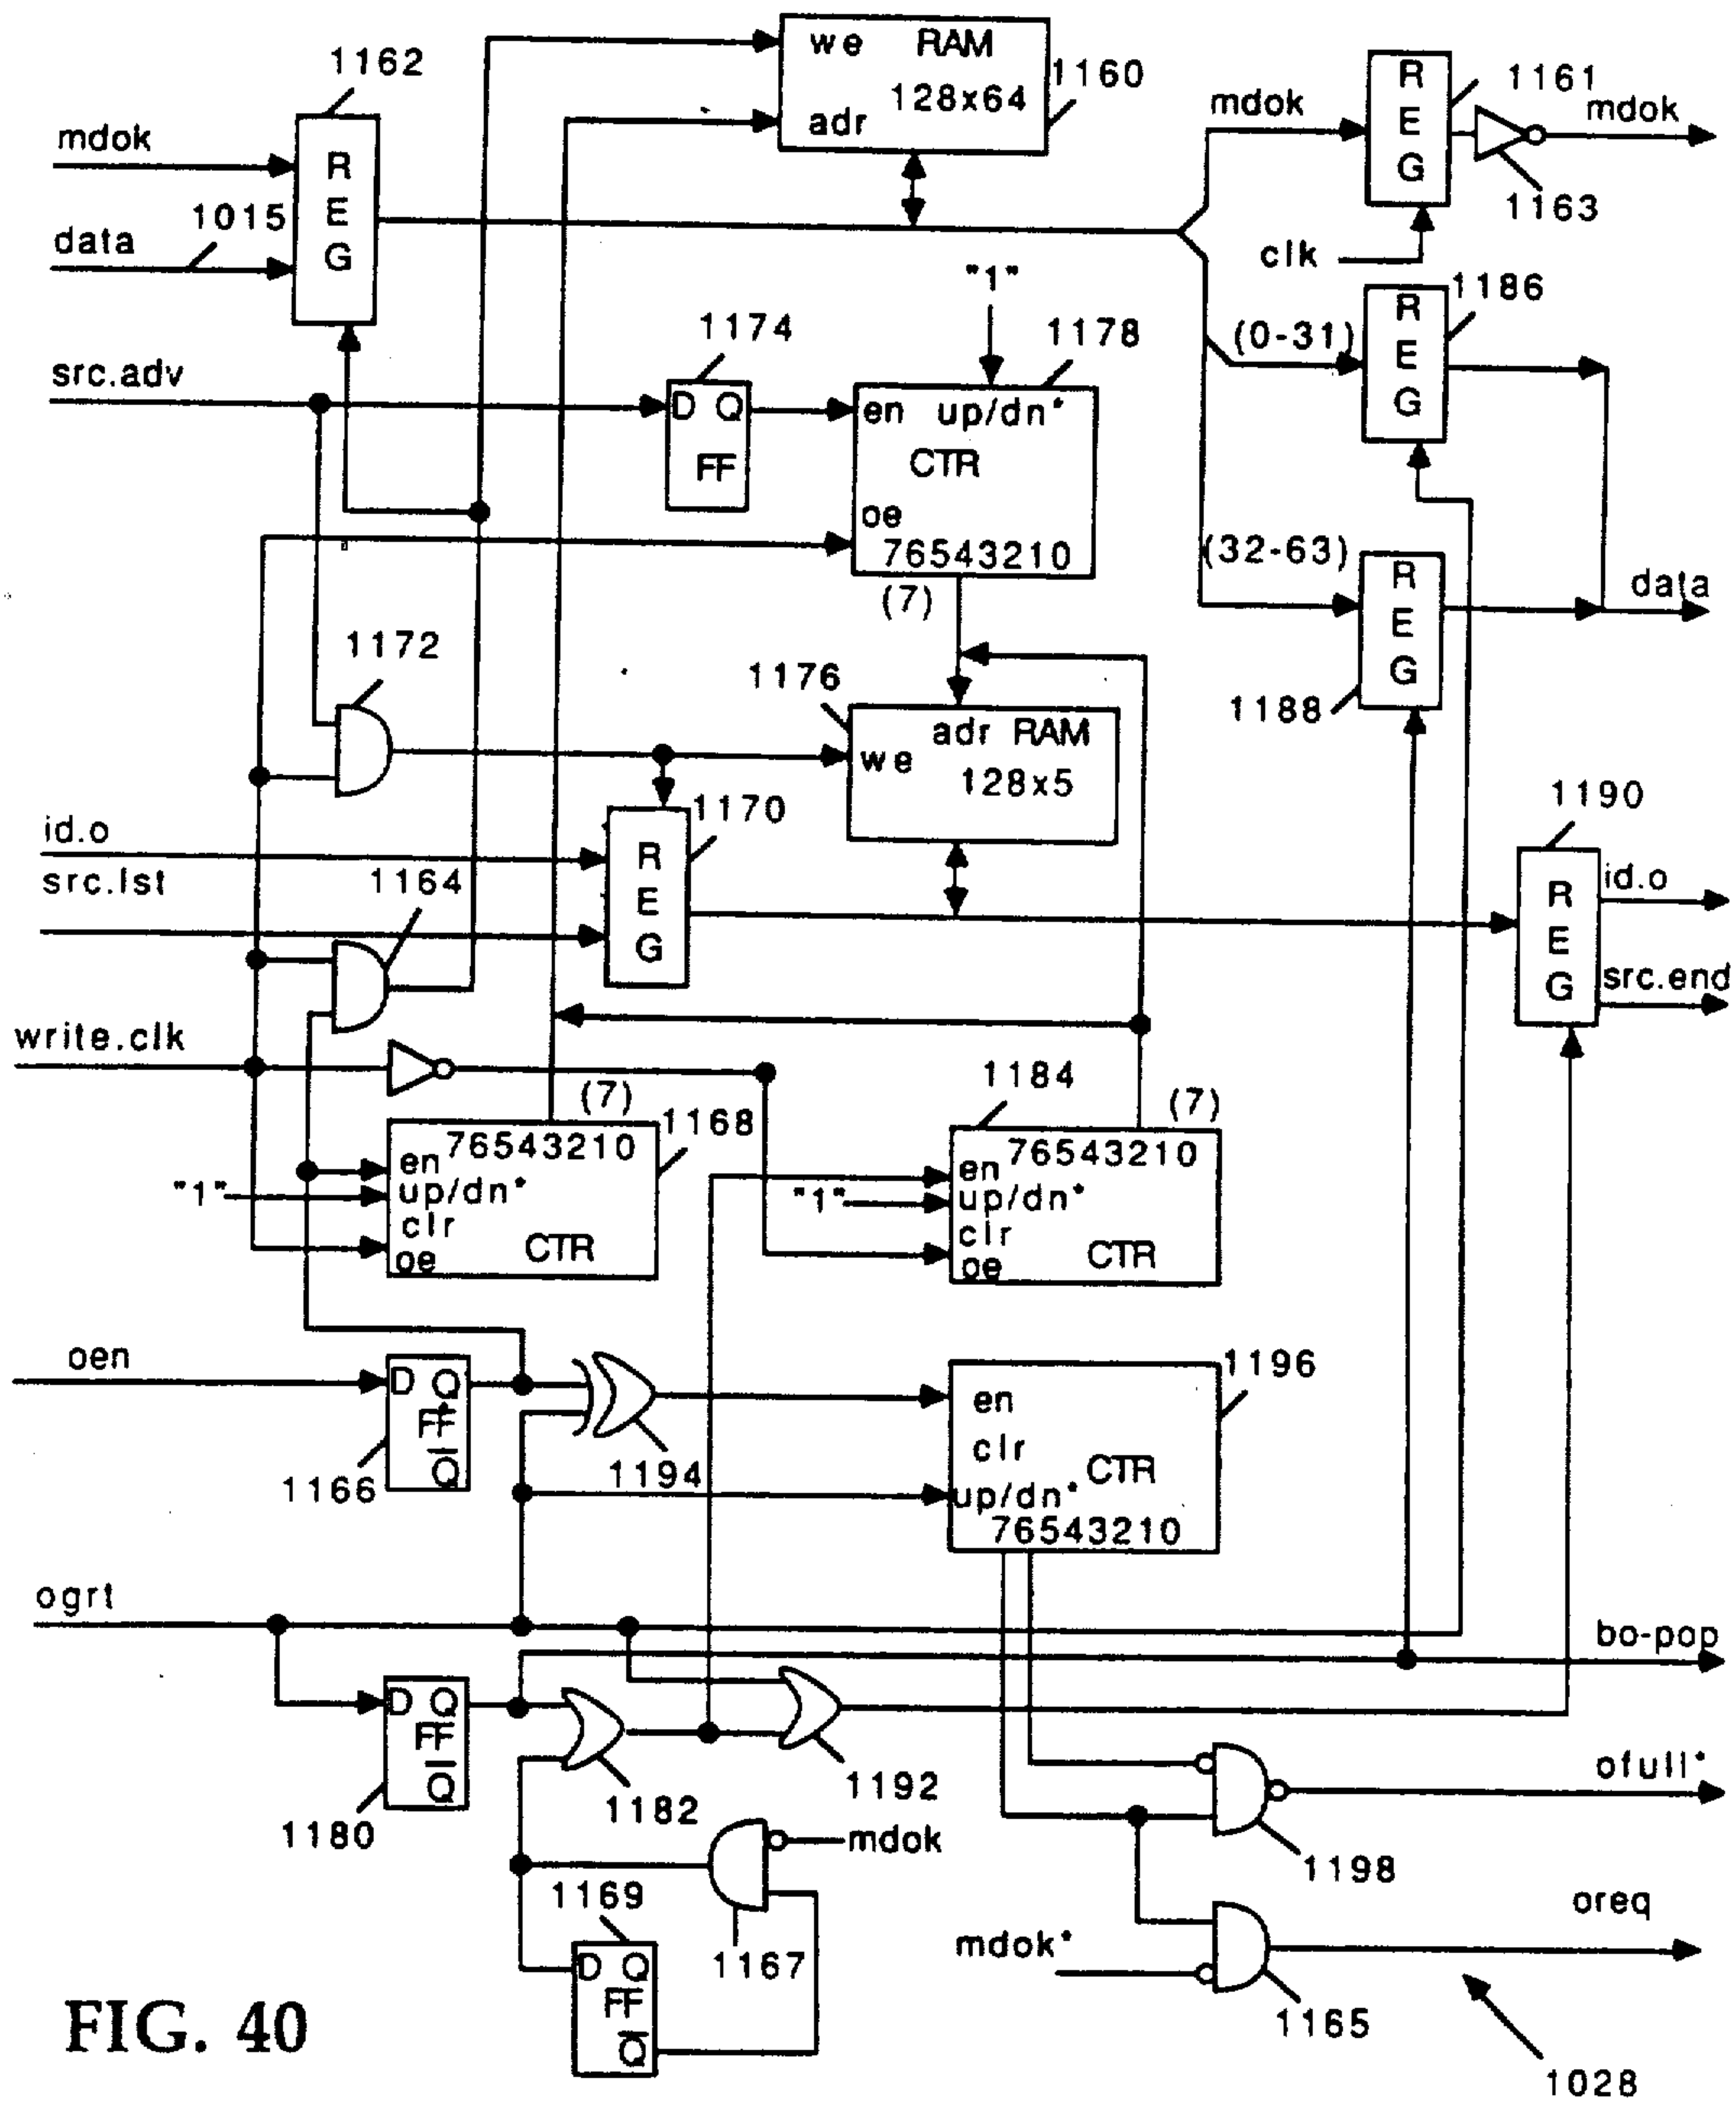 we RAM
128x64
adr
1160
1162
mdok
1015
data
R
E
G
mdok
R
E
G
1161
mdok
1163
clk
"1"
1174
1178
src.adv
D Q
FF
en up/dn*
CTR
oe
76543210
(7)
R
E
G
1186
(0-31)
(32-63)
R
E
G
1188
data
1172
1176
adr RAM
we
128x5
id.o
src.lst
1164
R
E
G
1170
1190
R
E
G
id.o
src.end
write.clk
(7)
1168
76543210
en
"1"
up/dn*
clr
oe
CTR
1184
(7)
76543210
en
"1"
up/dn*
clr
oe
CTR
oen
D Q
FF
Q
1166
1194
1196
en
clr
CTR
up/dn*
76543210
ogrt
bo-pop
D Q
FF
Q
1180
1182
1192
ofull*
1198
mdok
1169
1167
D Q
FF
Q
mdok*
oreq
1165
1028
FIG. 40